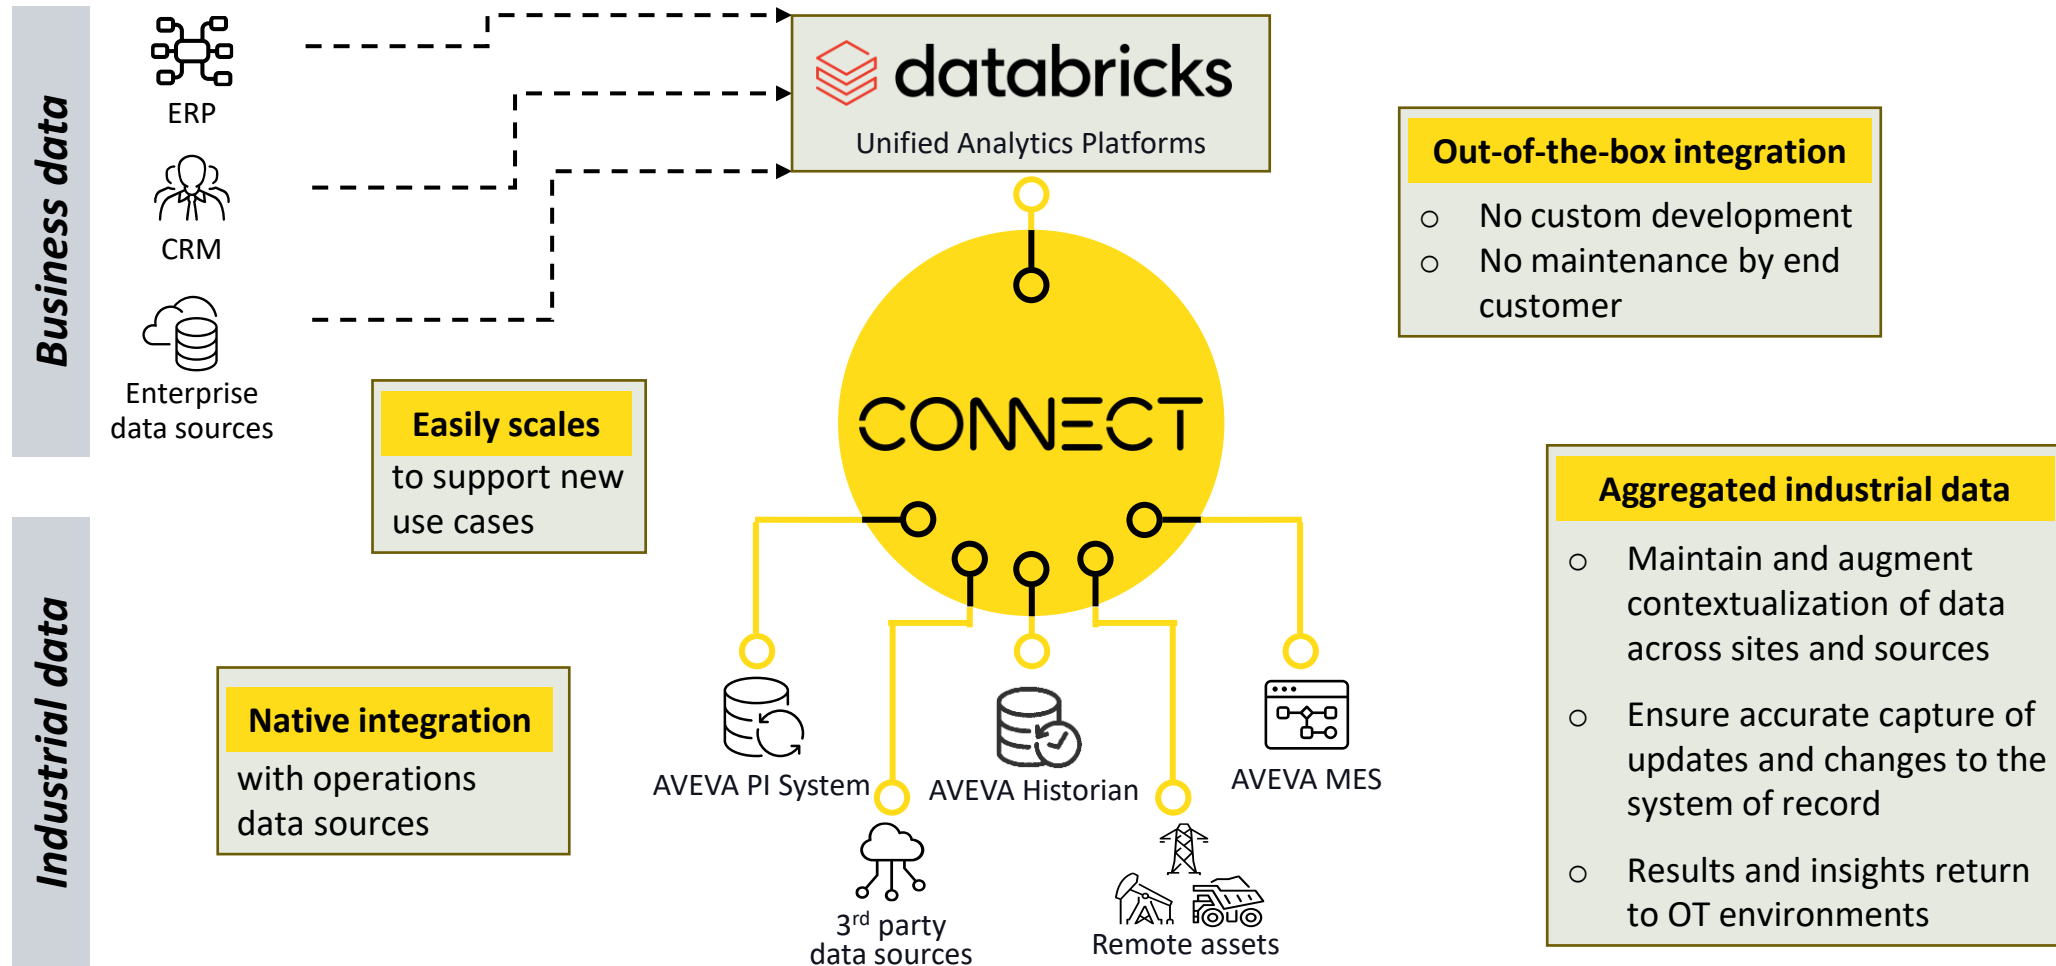 Business data
ERP
CRM
Enterprise
data sources
databricks
Unified Analytics Platforms
Out-of-the-box integration
o No custom development
o No maintenance by end
customer
Easily scales
to support new
use cases
CONNECT
Aggregated industrial data
o Maintain and augment
contextualization of data
across sites and sources
o Ensure accurate capture of
updates and changes to the
system of record
o Results and insights return
to OT environments
Industrial data
Native integration
with operations
data sources
AVEVA PI System
AVEVA Historian
AVEVA MES
3rd party
data sources
Remote assets